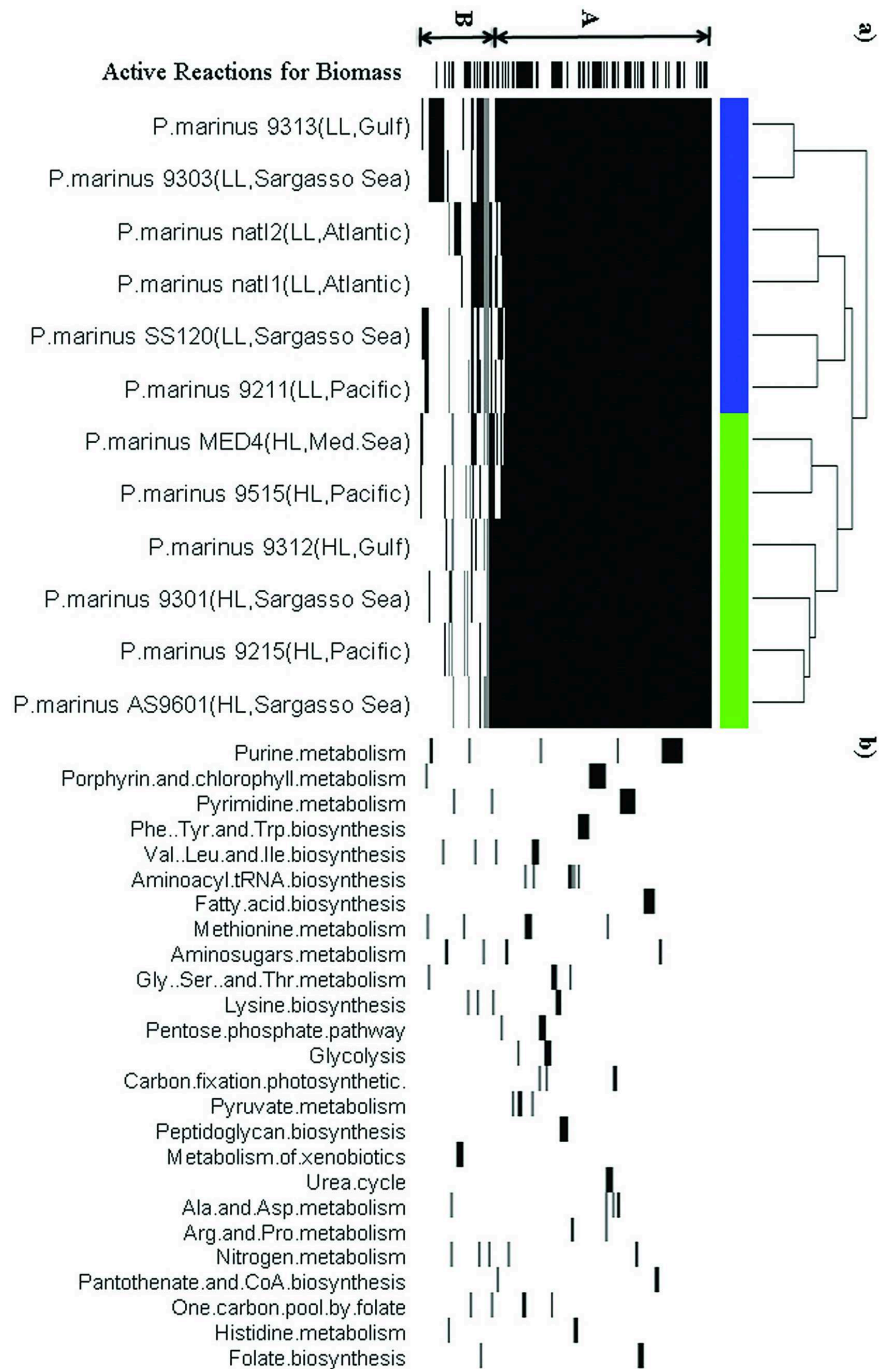 a)
A
B
Active Reactions for Biomass
P.marinus 9313(LL,Gulf)
P.marinus 9303(LL,Sargasso Sea)
P.marinus natl2(LL,Atlantic)
P.marinus natl1(LL,Atlantic)
P.marinus SS120(LL,Sargasso Sea)
P.marinus 9211(LL,Pacific)
P.marinus MED4(HL,Med.Sea)
P.marinus 9515(HL,Pacific)
P.marinus 9312(HL,Gulf)
P.marinus 9301(HL,Sargasso Sea)
P.marinus 9215(HL,Pacific)
P.marinus AS9601(HL,Sargasso Sea)
b)
Purine.metabolism
Porphyrin.and.chlorophyll.metabolism
Pyrimidine.metabolism
Phe..Tyr.and.Trp.biosynthesis
Val..Leu.and.Ile.biosynthesis
Aminoacyl.tRNA.biosynthesis
Fatty.acid.biosynthesis
Methionine.metabolism
Aminosugars.metabolism
Gly..Ser..and.Thr.metabolism
Lysine.biosynthesis
Pentose.phosphate.pathway
Glycolysis
Carbon.fixation.photosynthetic.
Pyruvate.metabolism
Peptidoglycan.biosynthesis
Metabolism.of.xenobiotics
Urea.cycle
Ala.and.Asp.metabolism
Arg.and.Pro.metabolism
Nitrogen.metabolism
Pantothenate.and.CoA.biosynthesis
One.carbon.pool.by.folate
Histidine.metabolism
Folate.biosynthesis